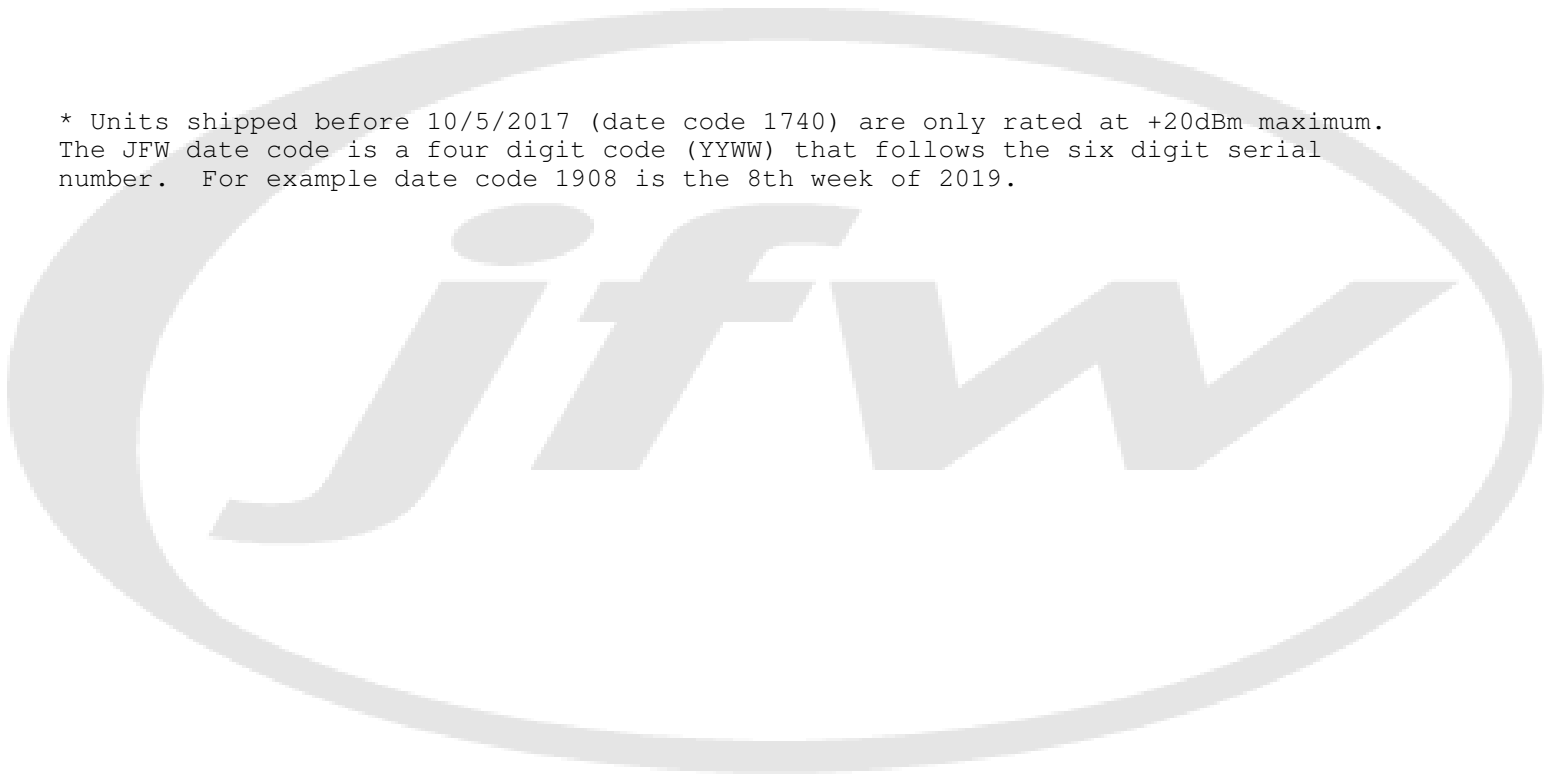 * Units shipped before 10/5/2017 (date code 1740) are only rated at +20dBm maximum.
The JFW date code is a four digit code (YYWW) that follows the six digit serial
number.  For example date code 1908 is the 8th week of 2019.
jfw